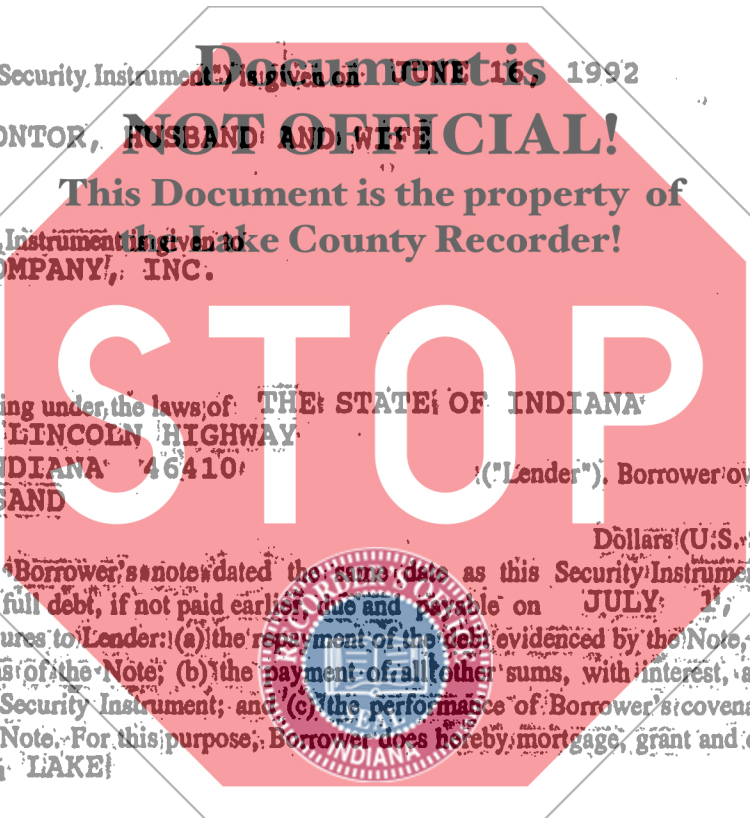 Document is
Security Instrument") is given on JUNE 16, 1992
NOT OFFICIAL!
ONTOR, HUSBAND AND WIFE
This Document is the property of
the Lake County Recorder!
Instrument is given to
OMPANY, INC.
STOP
ing under the laws of THE STATE OF INDIANA
LINCOLN HIGHWAY
NDIANA 46410
("Lender"). Borrower ow
SAND
Dollars (U.S.
Borrower's note dated the same date as this Security Instrume
full debt, if not paid earlier, due and payable on JULY 1,
ures to Lender: (a) the repayment of the debt evidenced by the Note,
s of the Note; (b) the payment of all other sums, with interest, a
Security Instrument; and (c) the performance of Borrower's covena
Note. For this purpose, Borrower does hereby mortgage, grant and c
LAKE
RECORDER'S OFFICE
SEAL
INDIANA